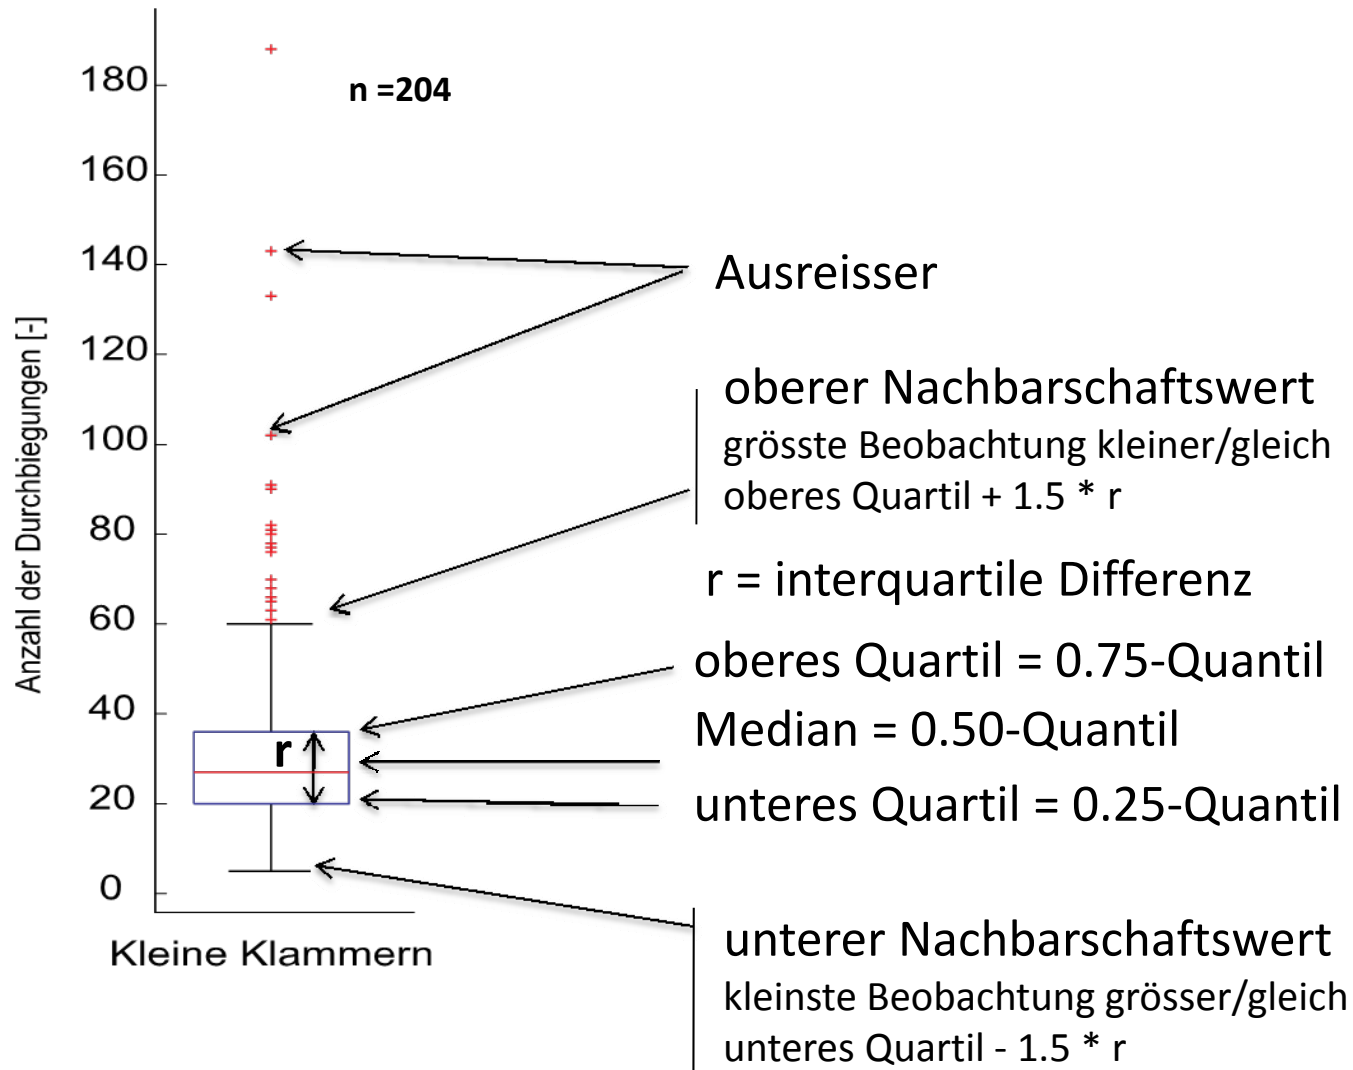 180
n =204
160
140
Ausreisser
120
oberer Nachbarschaftswert
grösste Beobachtung kleiner/gleich
oberes Quartil + 1.5 * r
100
80
r = interquartile Differenz
60
oberes Quartil = 0.75-Quantil
40
Median = 0.50-Quantil
r
20
unteres Quartil = 0.25-Quantil
0
unterer Nachbarschaftswert
kleinste Beobachtung grösser/gleich
unteres Quartil - 1.5 * r
Kleine Klammern
Anzahl der Durchbiegungen [-]